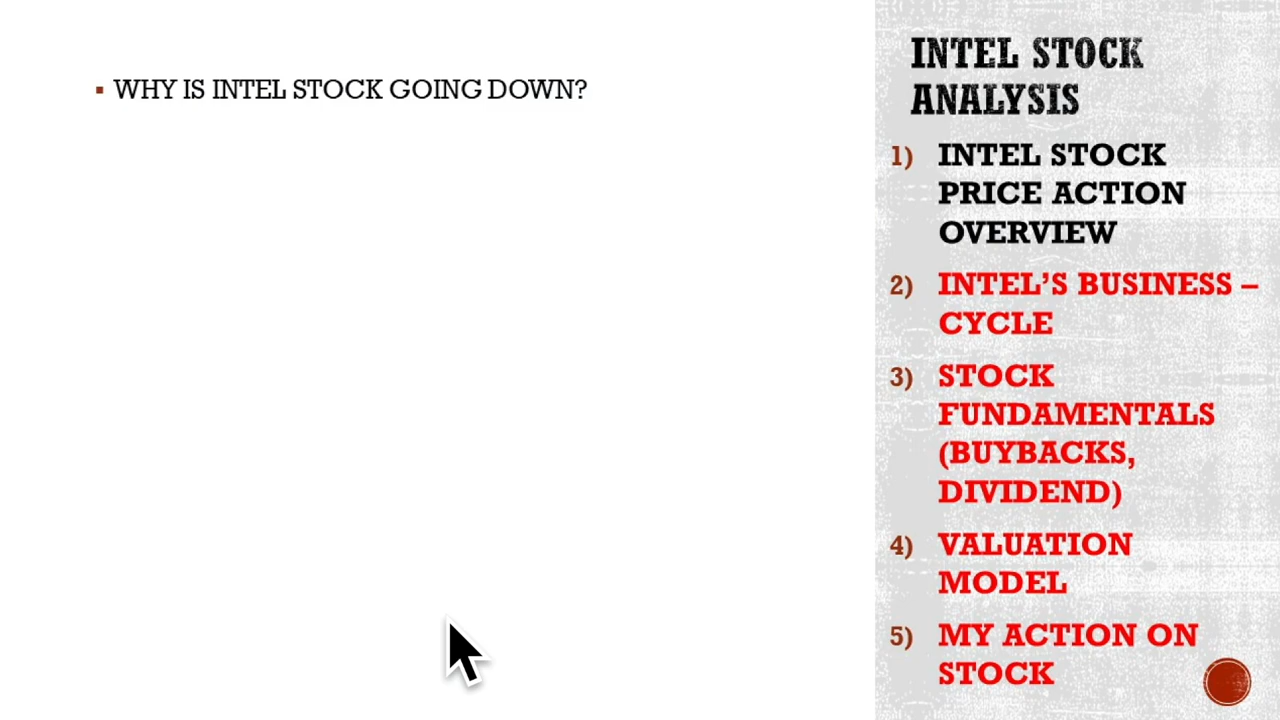 WHY IS INTEL STOCK GOING DOWN?
INTEL STOCK
ANALYSIS
1) INTEL STOCK
PRICE ACTION
OVERVIEW
2) INTEL’S BUSINESS –
CYCLE
3) STOCK
FUNDAMENTALS
(BUYBACKS,
DIVIDEND)
4) VALUATION
MODEL
5) MY ACTION ON
STOCK